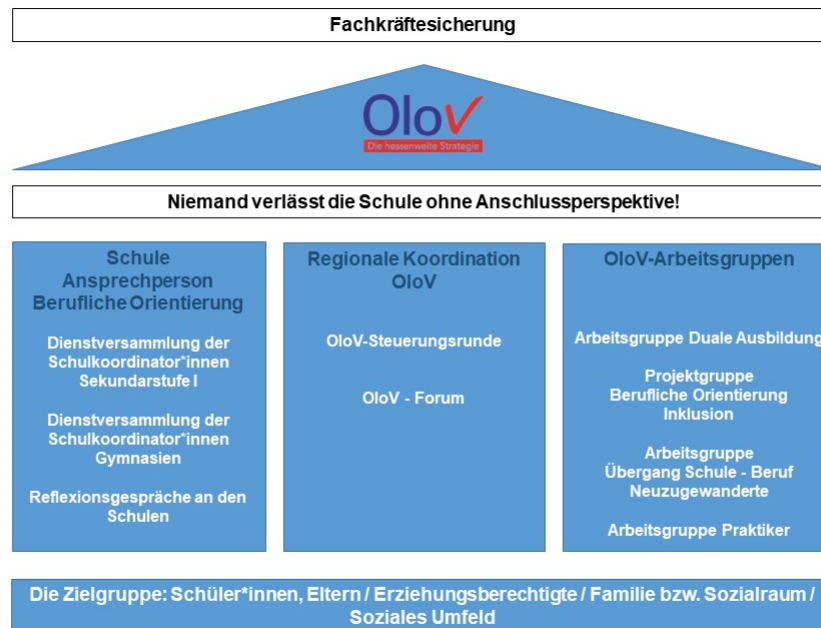 Fachkräftesicherung
OloV
Die hessenweite Strategie
Niemand verlässt die Schule ohne Anschlussperspektive!
Schule
Ansprechperson
Berufliche Orientierung
Dienstversammlung der
Schulkoordinator*innen
Sekundarstufe I
Dienstversammlung der
Schulkoordinator*innen
Gymnasien
Reflexionsgespräche an den
Schulen
Regionale Koordination
OloV
OloV-Steuerungsrunde
OloV - Forum
OloV-Arbeitsgruppen
Arbeitsgruppe Duale Ausbildung
Projektgruppe
Berufliche Orientierung
Inklusion
Arbeitsgruppe
Übergang Schule - Beruf
Neuzugewanderte
Arbeitsgruppe Praktiker
Die Zielgruppe: Schüler*innen, Eltern / Erziehungsberechtigte / Familie bzw. Sozialraum /
Soziales Umfeld